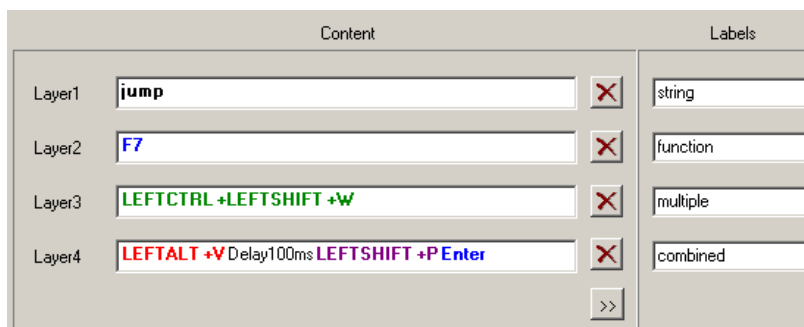 Content Labels
Layer1 jump string
Layer2 F7 function
Layer3 LEFTCTRL +LEFTSHIFT +W multiple
Layer4 LEFTALT +V Delay100ms LEFTSHIFT +P Enter combined
>>